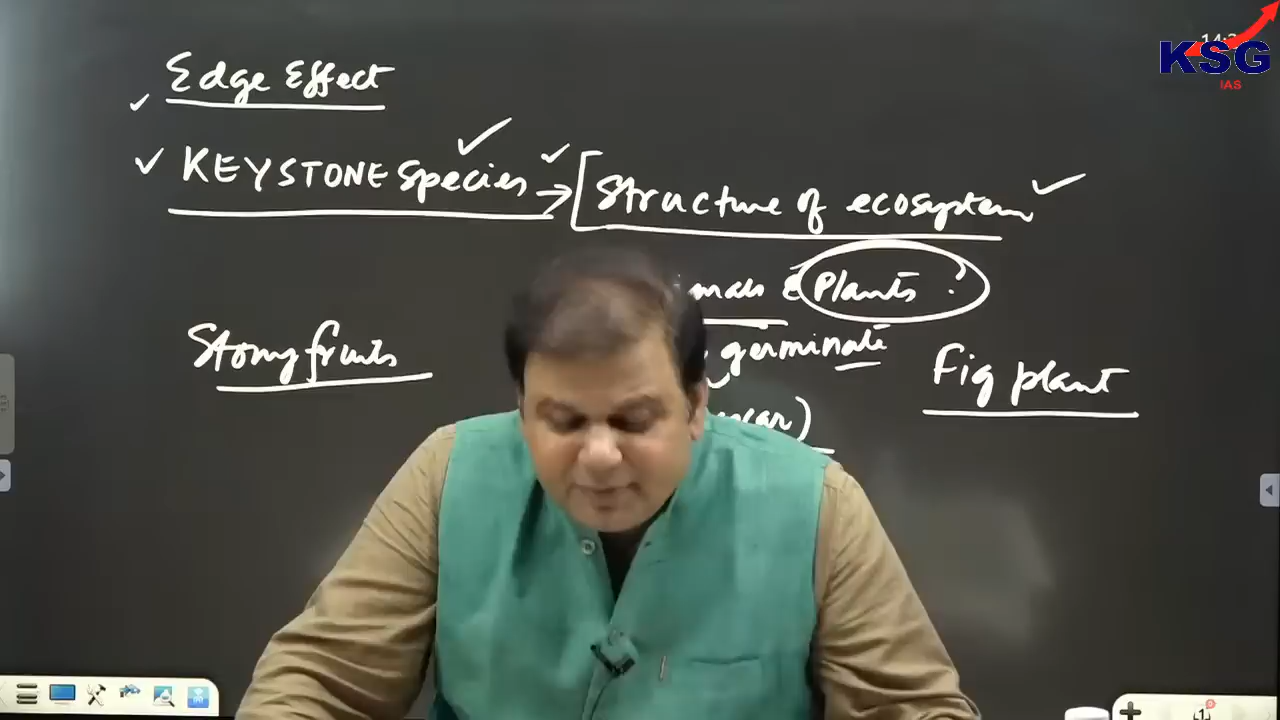 KSG
IAS
Edge Effect
KEYSTONE Species → Structure of ecosystem
Plants ?
Stony fruits
germinate
Fig plant